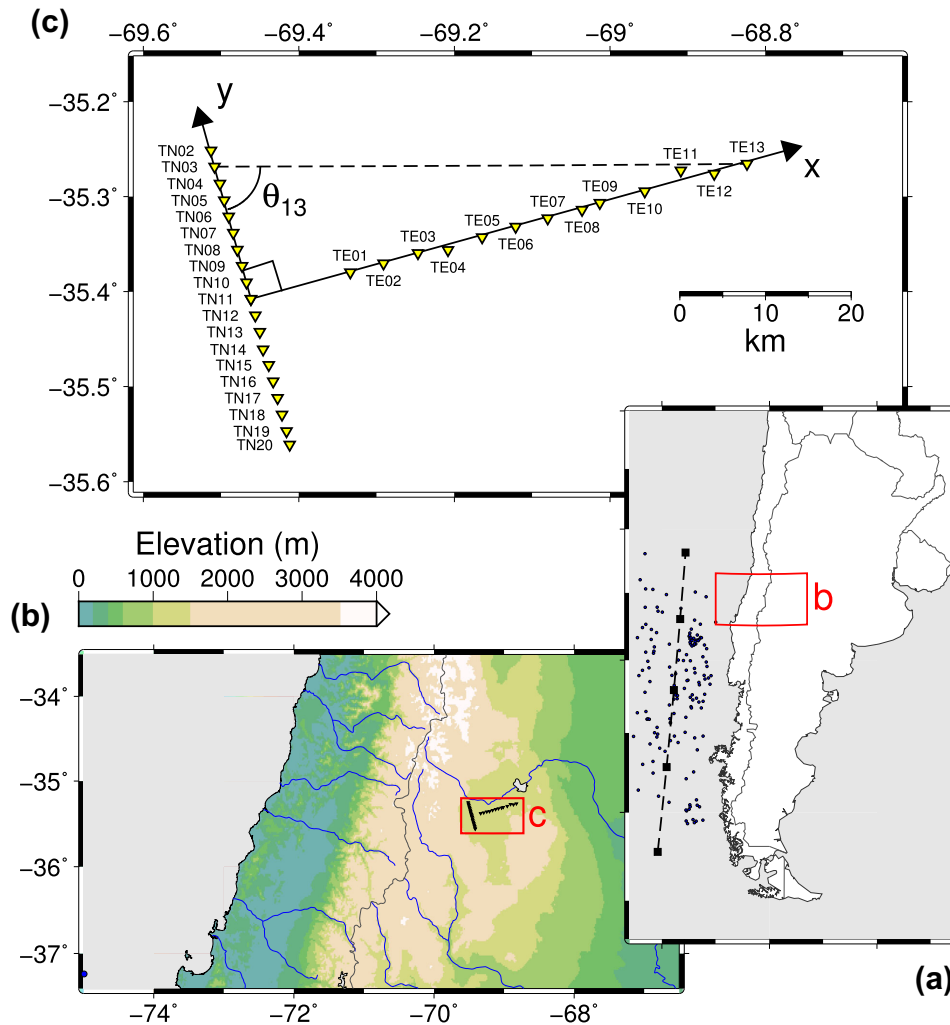 (c)
−69.6˚ −69.4˚ −69.2˚ −69˚ −68.8˚
−35.2˚
−35.3˚
−35.4˚
−35.5˚
−35.6˚
y
x
θ13
TN02
TN03
TN04
TN05
TN06
TN07
TN08
TN09
TN10
TN11
TN12
TN13
TN14
TN15
TN16
TN17
TN18
TN19
TN20
TE01
TE02
TE03
TE04
TE05
TE06
TE07
TE08
TE09
TE10
TE11
TE12
TE13
0 10 20
km
Elevation (m)
0 1000 2000 3000 4000
(b)
−34˚
−35˚
−36˚
−37˚
−74˚ −72˚ −70˚ −68˚
c
b
(a)